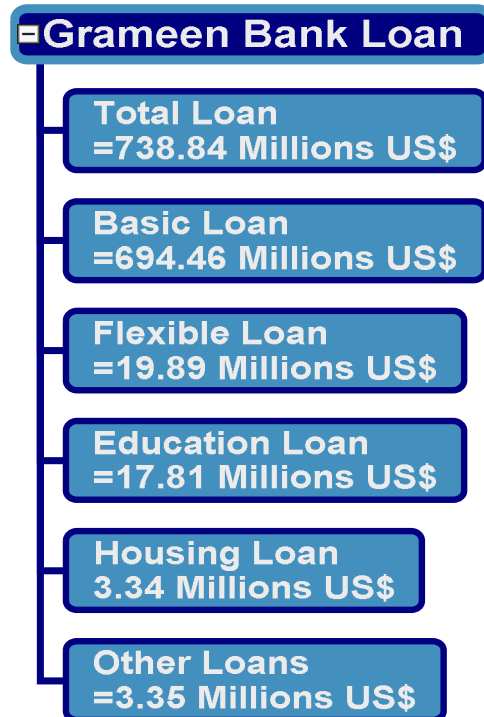 Grameen Bank Loan
Total Loan
=738.84 Millions US$
Basic Loan
=694.46 Millions US$
Flexible Loan
=19.89 Millions US$
Education Loan
=17.81 Millions US$
Housing Loan
3.34 Millions US$
Other Loans
=3.35 Millions US$